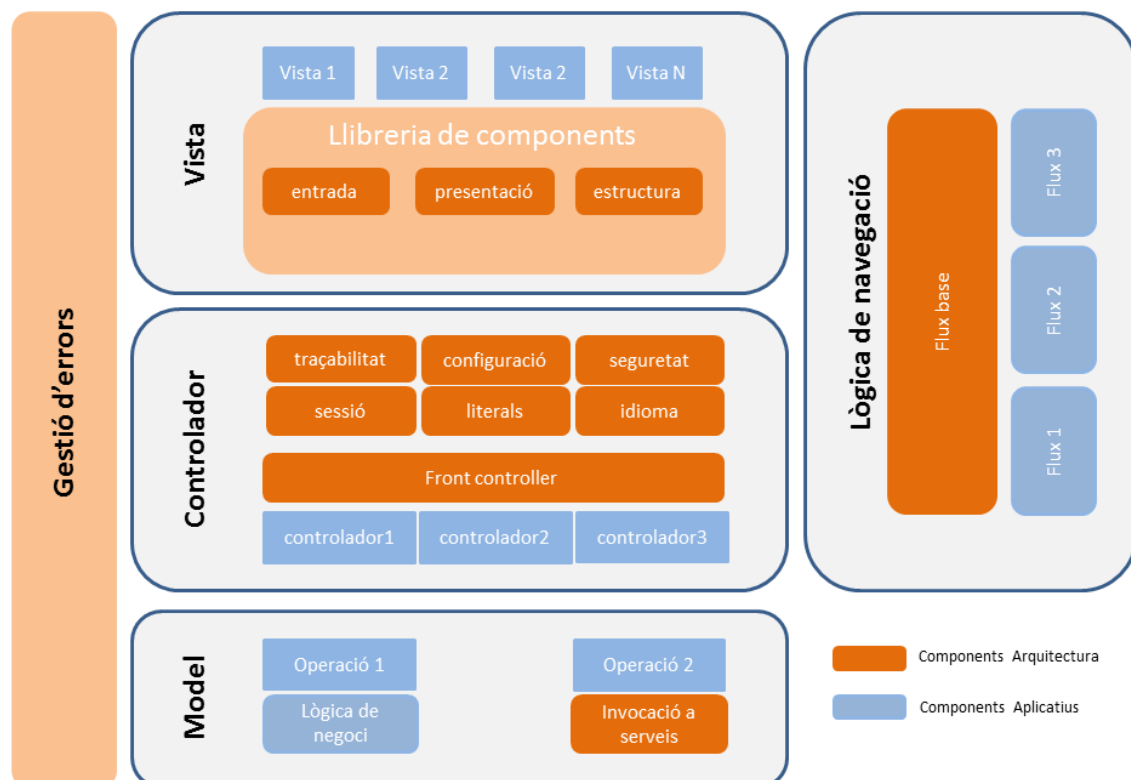 Gestió d'errors
Vista
Vista 1
Vista 2
Vista 2
Vista N
Llibreria de components
entrada
presentació
estructura
Controlador
traçabilitat
configuració
seguretat
sessió
literals
idioma
Front controller
controlador1
controlador2
controlador3
Model
Operació 1
Operació 2
Lògica de
negoci
Invocació a
serveis
Lògica de navegació
Flux base
Flux 3
Flux 2
Flux 1
Components Arquitectura
Components Aplicatius